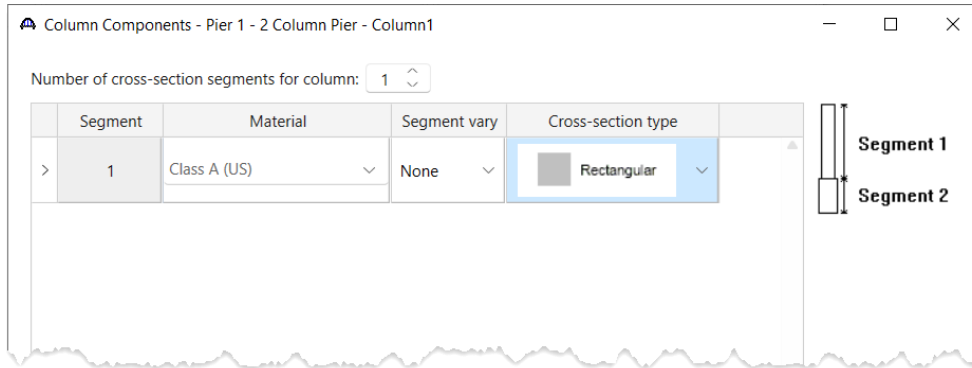 Column Components - Pier 1 - 2 Column Pier - Column1
Number of cross-section segments for column: 1
Segment Material Segment vary Cross-section type
1 Class A (US) None Rectangular
Segment 1
Segment 2